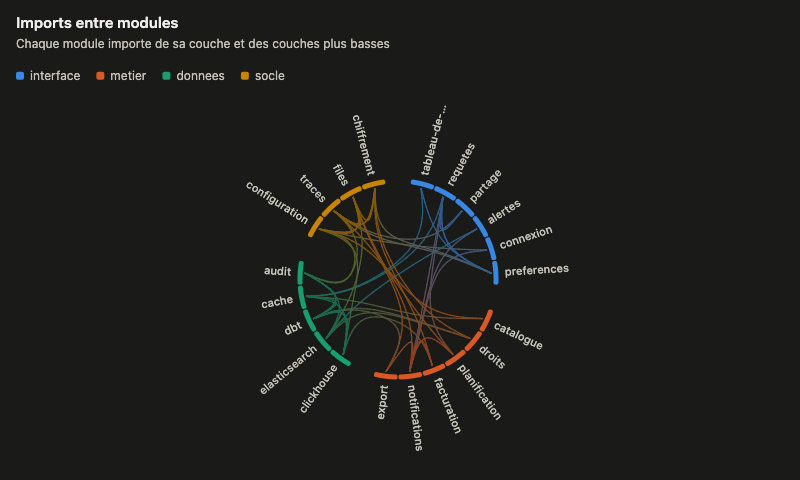 Imports entre modules
Chaque module importe de sa couche et des couches plus basses
interface
metier
donnees
socle
tableau-de-…
requetes
partage
alertes
connexion
preferences
catalogue
droits
planification
facturation
notifications
export
clickhouse
elasticsearch
dbt
cache
audit
configuration
traces
files
chiffrement